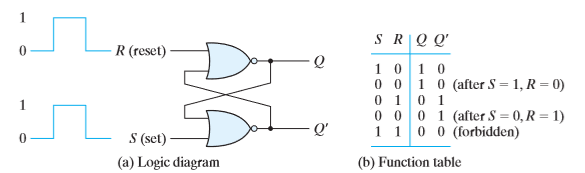 1
0
R (reset)
Q
1
0
S (set)
Q′
(a) Logic diagram
S R Q Q′
1 0 1 0
0 0 1 0 (after S = 1, R = 0)
0 1 0 1
0 0 0 1 (after S = 0, R = 1)
1 1 0 0 (forbidden)
(b) Function table